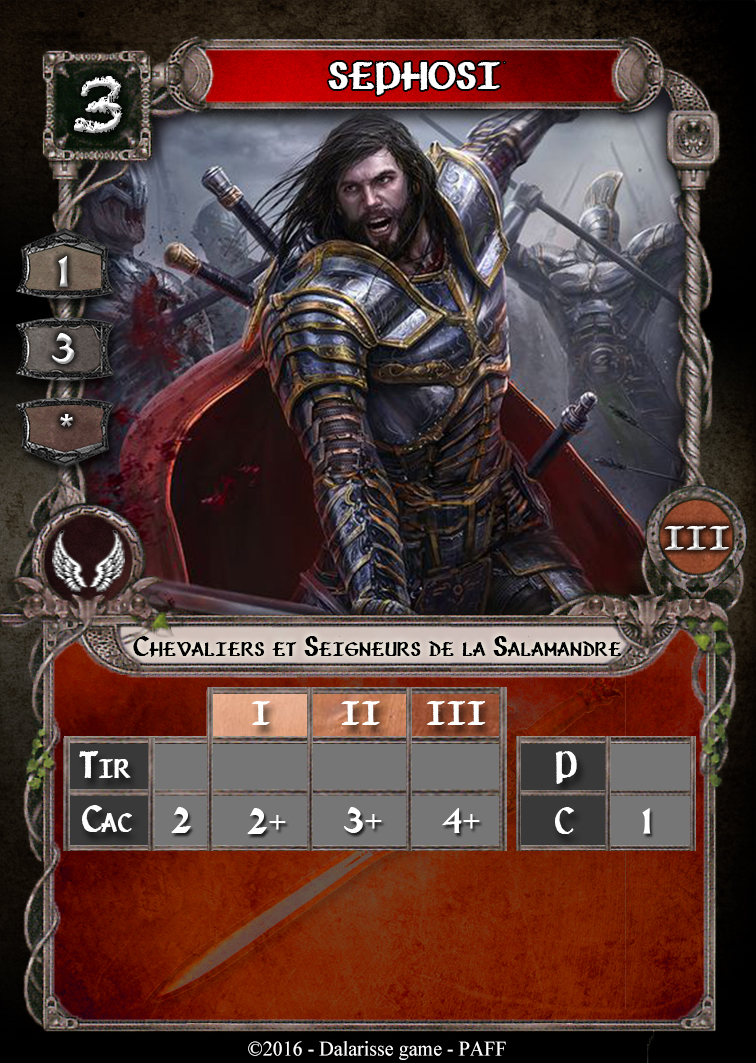 SEPHOSI
3
1
3
*
III
Chevaliers et Seigneurs de la Salamandre
I II III
Tir P
Cac 2 2+ 3+ 4+ C 1
©2016 - Dalarisse game - PAFF